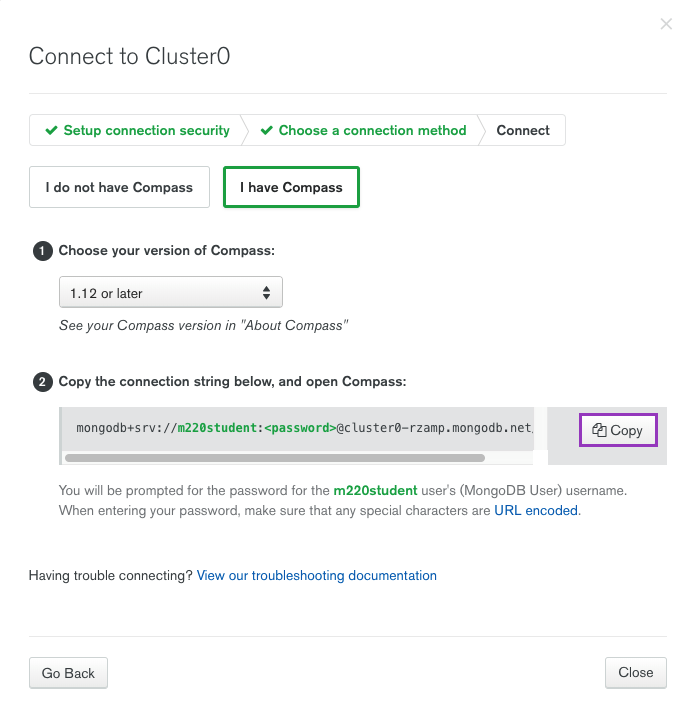 Connect to Cluster0
Setup connection security
Choose a connection method
Connect
I do not have Compass
I have Compass
1 Choose your version of Compass:
1.12 or later
See your Compass version in "About Compass"
2 Copy the connection string below, and open Compass:
mongodb+srv://m220student:<password>@cluster0-rzamp.mongodb.net/
Copy
You will be prompted for the password for the m220student user's (MongoDB User) username.
When entering your password, make sure that any special characters are URL encoded.
Having trouble connecting? View our troubleshooting documentation
Go Back
Close